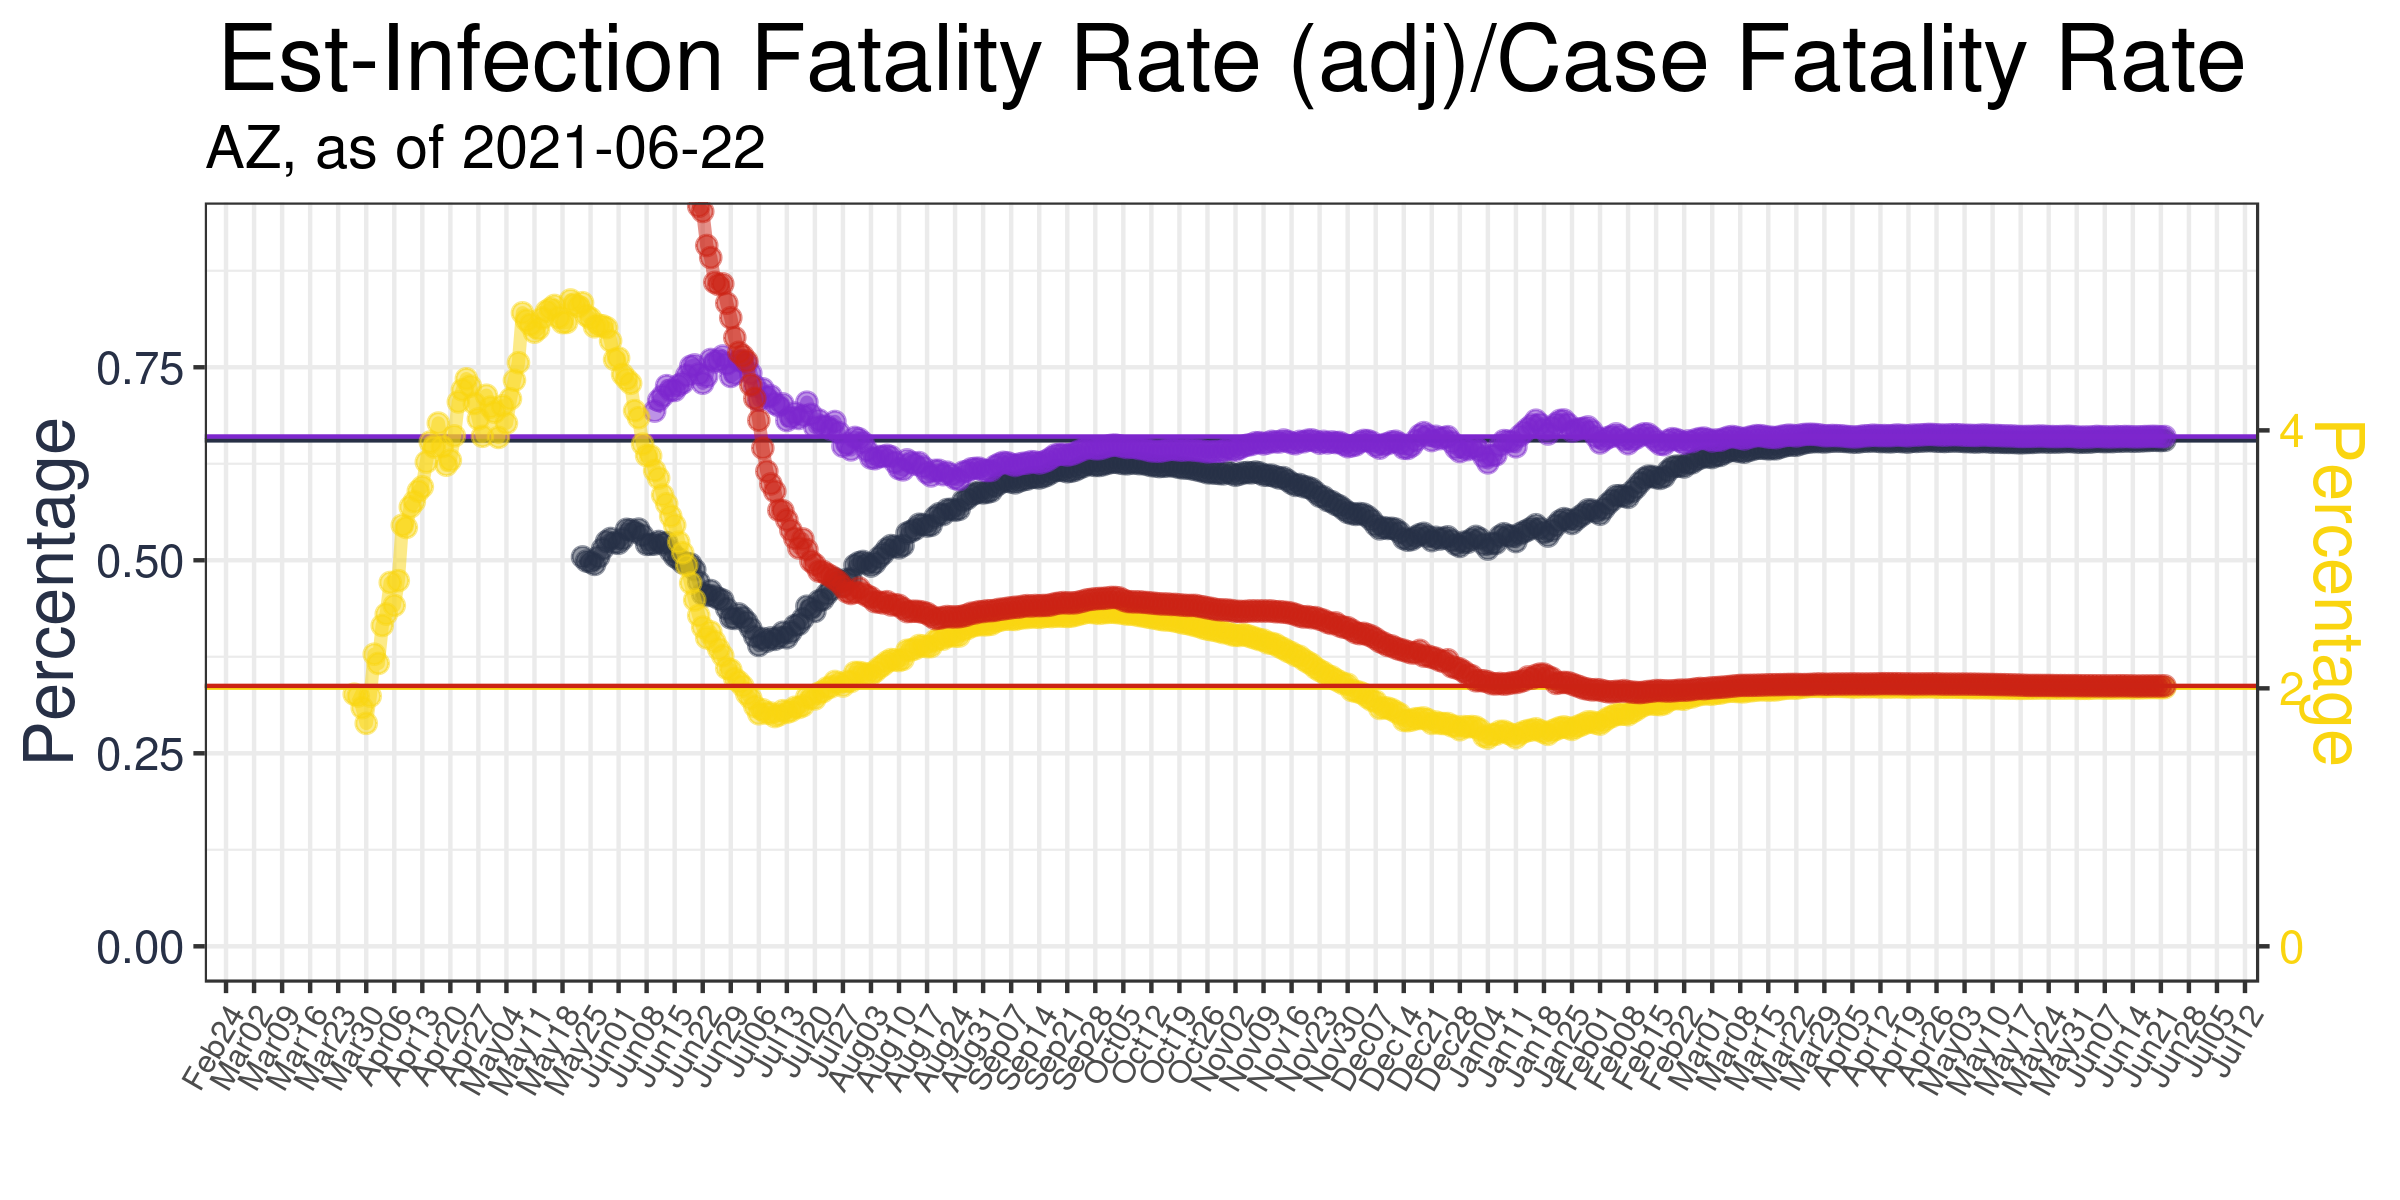 Est-Infection Fatality Rate (adj)/Case Fatality Rate
AZ, as of 2021-06-22
Percentage
0.75
0.50
0.25
0.00
4
2
0
Percentage
Feb24
Mar02
Mar09
Mar16
Mar23
Mar30
Apr06
Apr13
Apr20
Apr27
May04
May11
May18
May25
Jun01
Jun08
Jun15
Jun22
Jun29
Jul06
Jul13
Jul20
Jul27
Aug03
Aug10
Aug17
Aug24
Aug31
Sep07
Sep14
Sep21
Sep28
Oct05
Oct12
Oct19
Oct26
Nov02
Nov09
Nov16
Nov23
Nov30
Dec07
Dec14
Dec21
Dec28
Jan04
Jan11
Jan18
Jan25
Feb01
Feb08
Feb15
Feb22
Mar01
Mar08
Mar15
Mar22
Mar29
Apr05
Apr12
Apr19
Apr26
May03
May10
May17
May24
May31
Jun07
Jun14
Jun21
Jun28
Jul05
Jul12